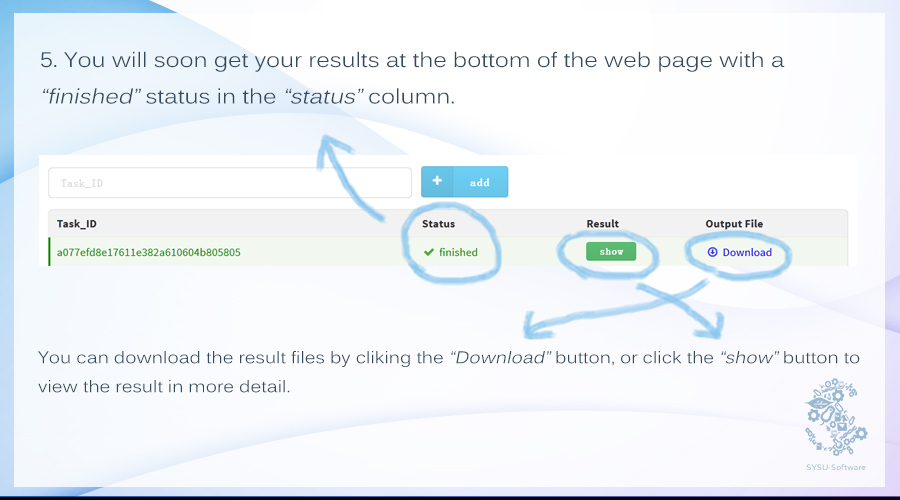 5. You will soon get your results at the bottom of the web page with a
“finished” status in the “status” column.
Task_ID
+ add
Task_ID Status Result Output File
a077efd8e17611e382a610604b805805 finished show Download
You can download the result files by cliking the “Download” button, or click the “show” button to
view the result in more detail.
SYSU-Software